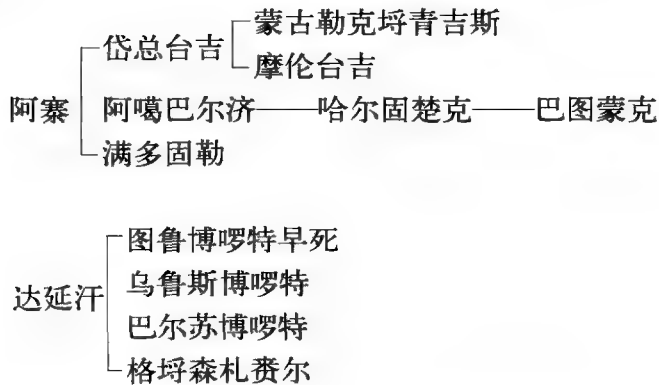 蒙古勒克埒青吉斯
岱总台吉
摩伦台吉
阿寨 阿噶巴尔济——哈尔固楚克——巴图蒙克
满多固勒
图鲁博啰特早死
乌鲁斯博啰特
达延汗
巴尔苏博啰特
格埒森札赉尔